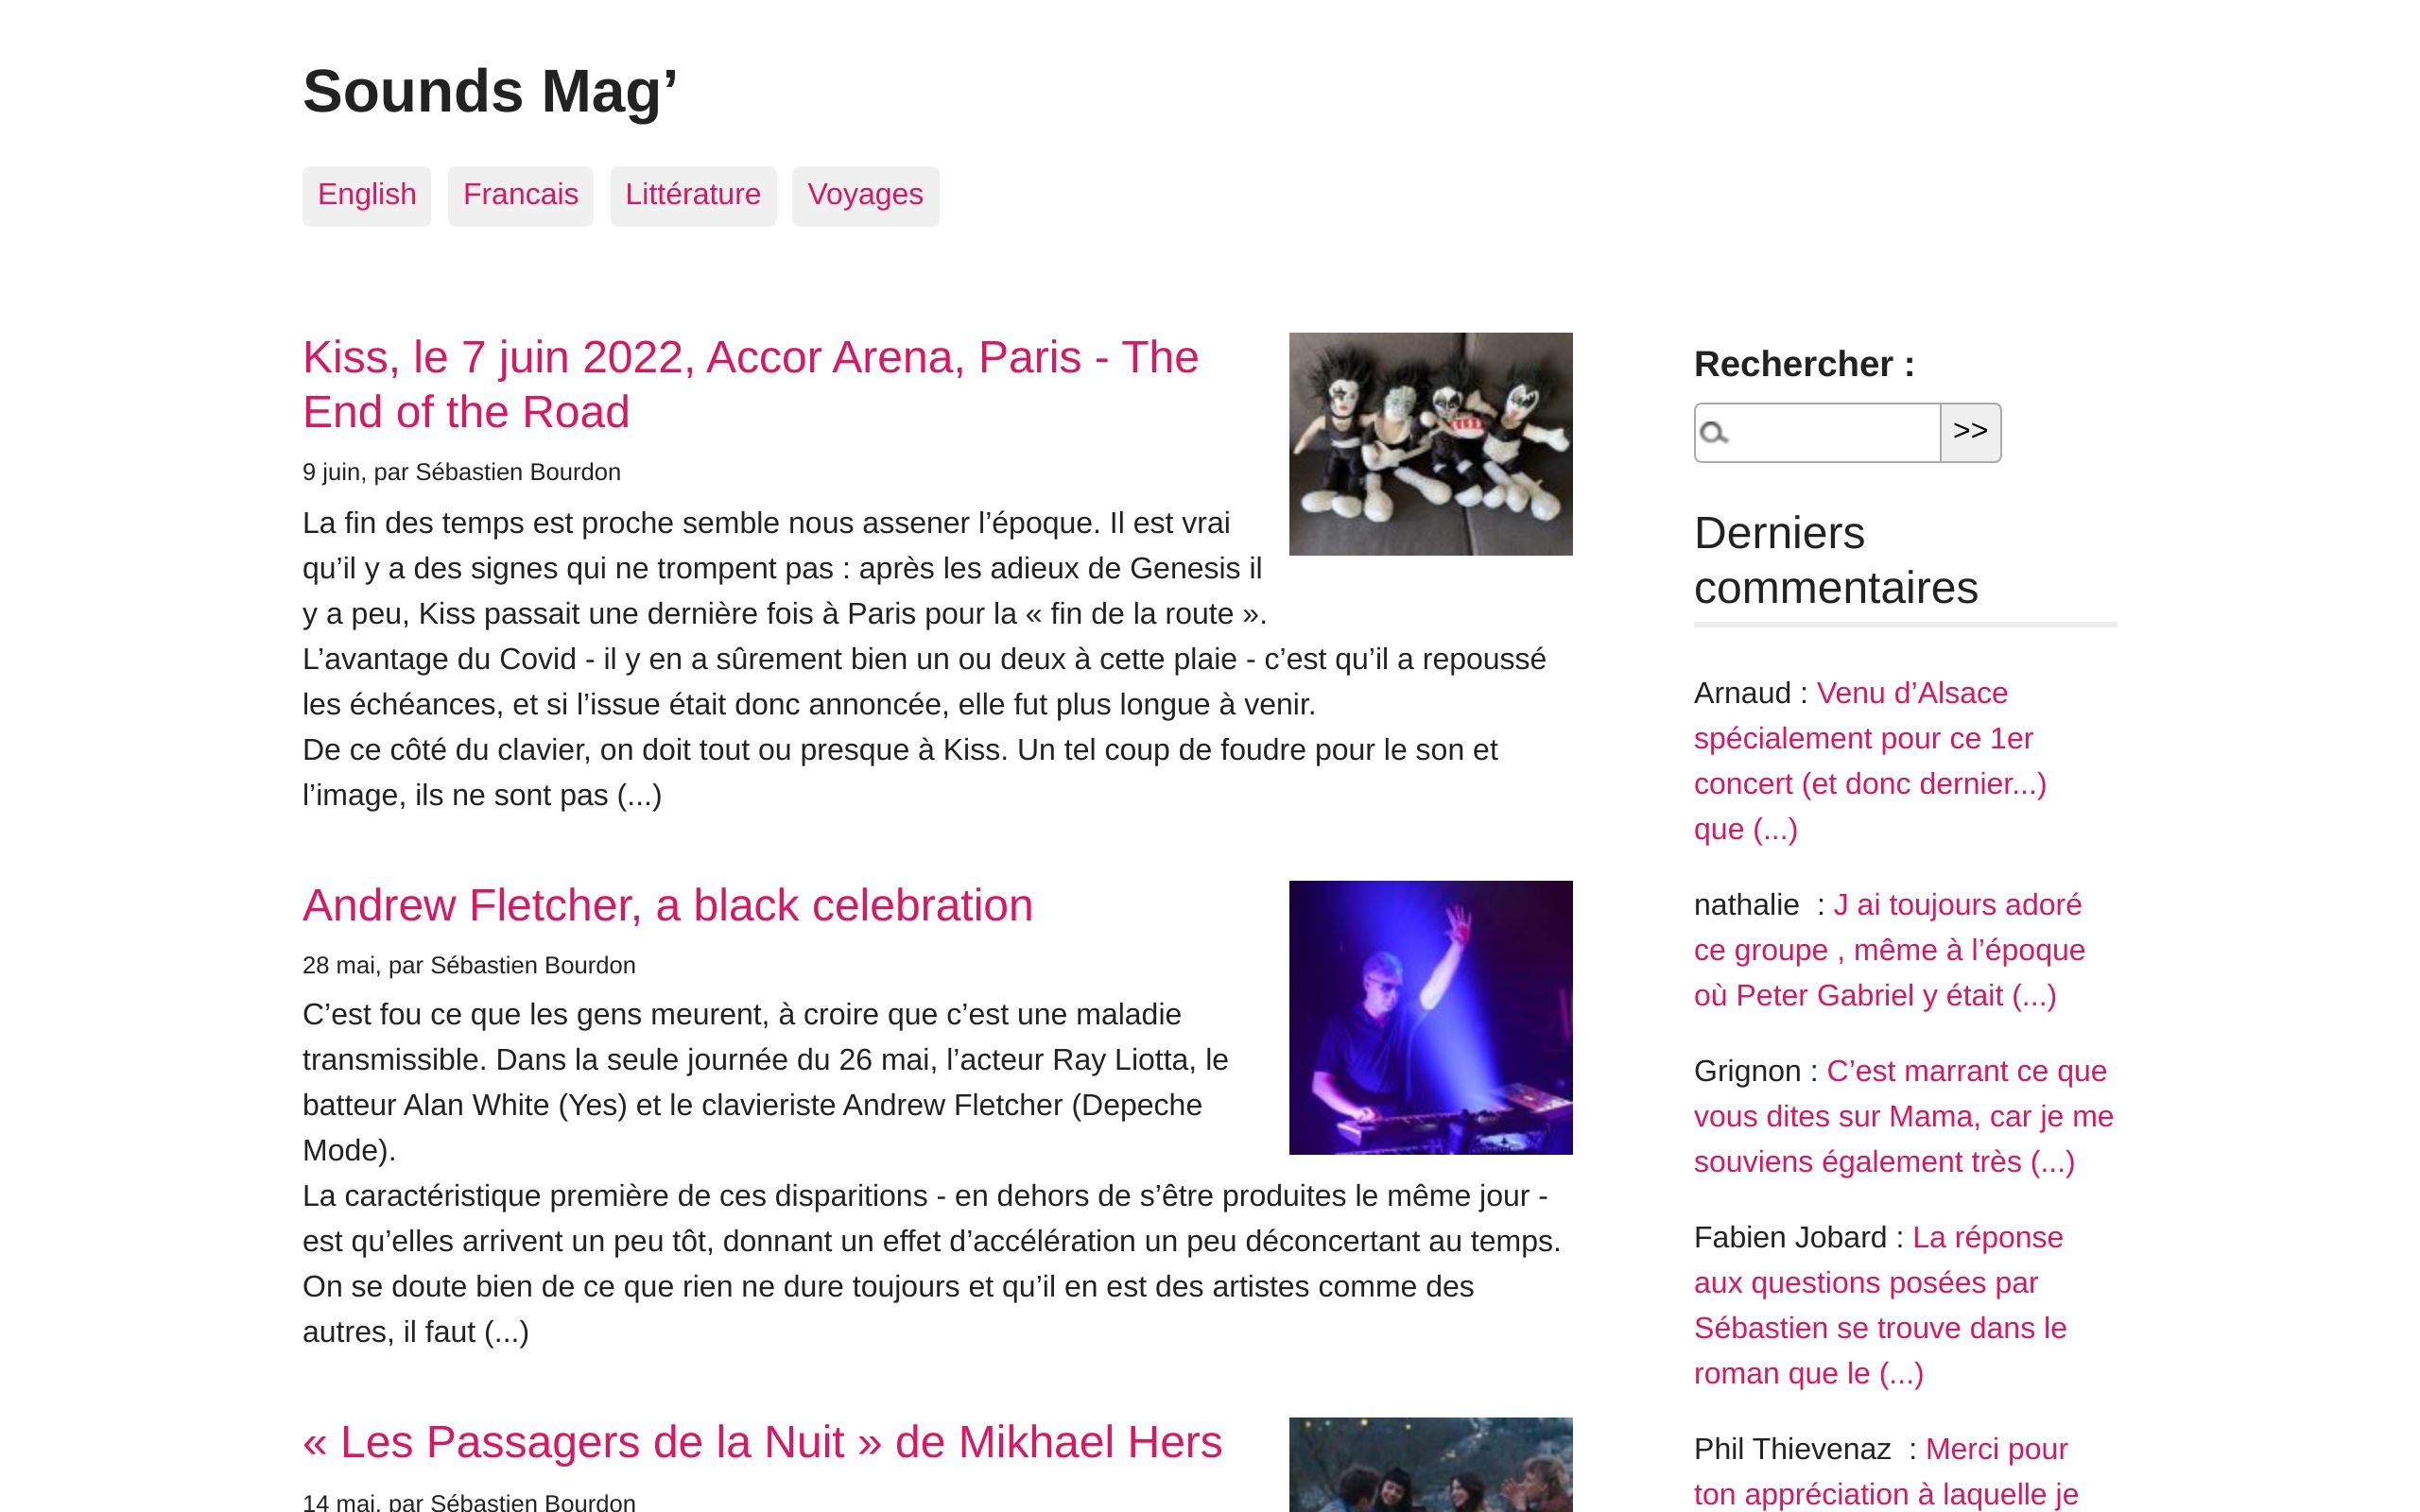 Sounds Mag’
English Francais Littérature Voyages
Kiss, le 7 juin 2022, Accor Arena, Paris - The
End of the Road
9 juin, par Sébastien Bourdon
La fin des temps est proche semble nous assener l’époque. Il est vrai
qu’il y a des signes qui ne trompent pas : après les adieux de Genesis il
y a peu, Kiss passait une dernière fois à Paris pour la « fin de la route ».
L’avantage du Covid - il y en a sûrement bien un ou deux à cette plaie - c’est qu’il a repoussé
les échéances, et si l’issue était donc annoncée, elle fut plus longue à venir.
De ce côté du clavier, on doit tout ou presque à Kiss. Un tel coup de foudre pour le son et
l’image, ils ne sont pas (...)
Andrew Fletcher, a black celebration
28 mai, par Sébastien Bourdon
C’est fou ce que les gens meurent, à croire que c’est une maladie
transmissible. Dans la seule journée du 26 mai, l’acteur Ray Liotta, le
batteur Alan White (Yes) et le clavieriste Andrew Fletcher (Depeche
Mode).
La caractéristique première de ces disparitions - en dehors de s’être produites le même jour -
est qu’elles arrivent un peu tôt, donnant un effet d’accélération un peu déconcertant au temps.
On se doute bien de ce que rien ne dure toujours et qu’il en est des artistes comme des
autres, il faut (...)
« Les Passagers de la Nuit » de Mikhael Hers
14 mai, par Sébastien Bourdon
Rechercher :
>>
Derniers
commentaires
Arnaud : Venu d’Alsace
spécialement pour ce 1er
concert (et donc dernier...)
que (...)
nathalie  : J ai toujours adoré
ce groupe , même à l’époque
où Peter Gabriel y était (...)
Grignon : C’est marrant ce que
vous dites sur Mama, car je me
souviens également très (...)
Fabien Jobard : La réponse
aux questions posées par
Sébastien se trouve dans le
roman que le (...)
Phil Thievenaz  : Merci pour
ton appréciation à laquelle je